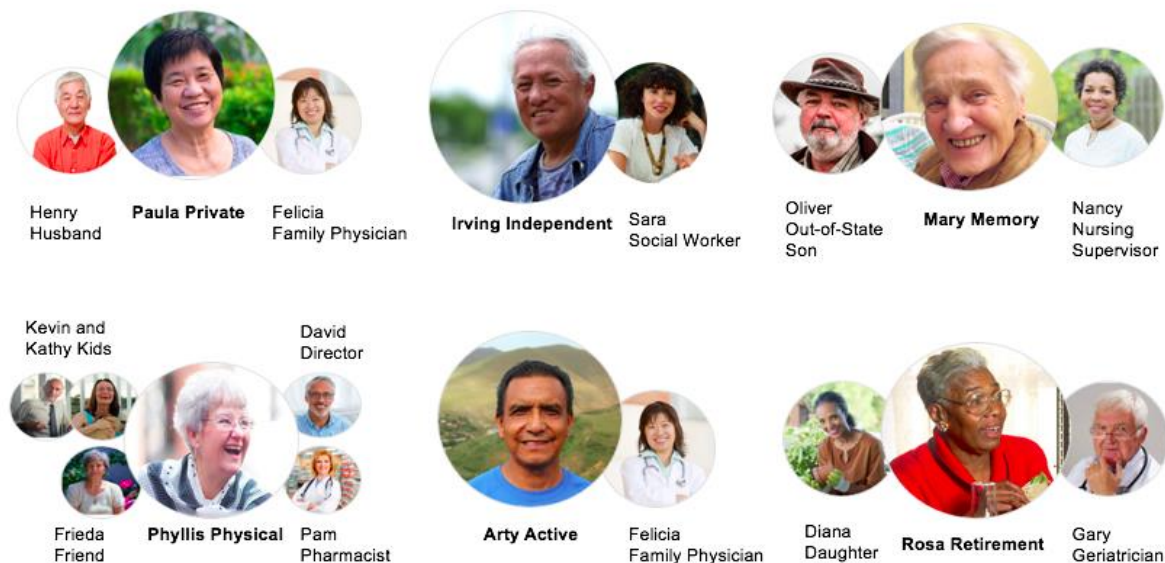 Henry
Husband
Paula Private
Felicia
Family Physician
Irving Independent
Sara
Social Worker
Oliver
Out-of-State
Son
Mary Memory
Nancy
Nursing
Supervisor
Kevin and
Kathy Kids
David
Director
Frieda
Friend
Phyllis Physical
Pam
Pharmacist
Arty Active
Felicia
Family Physician
Diana
Daughter
Rosa Retirement
Gary
Geriatrician